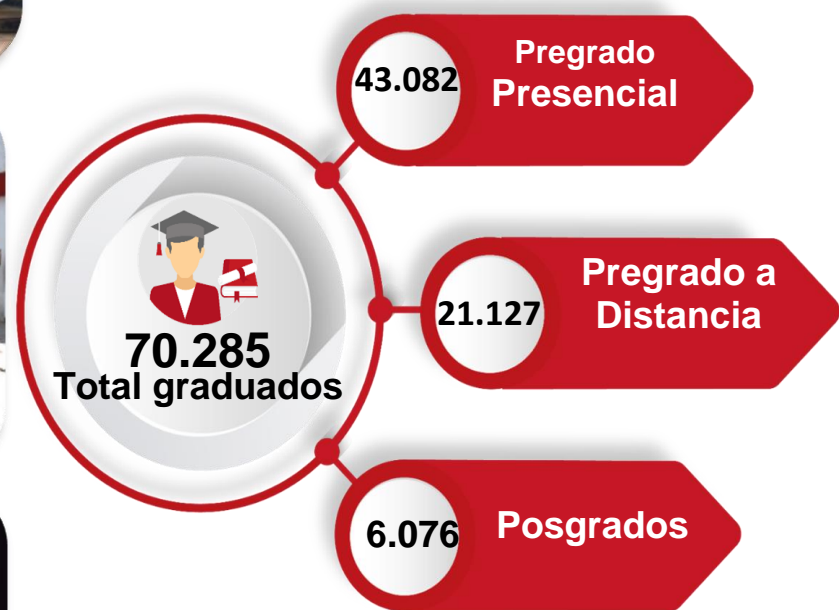 43.082
Pregrado
Presencial
70.285
Total graduados
21.127
Pregrado a
Distancia
6.076
Posgrados